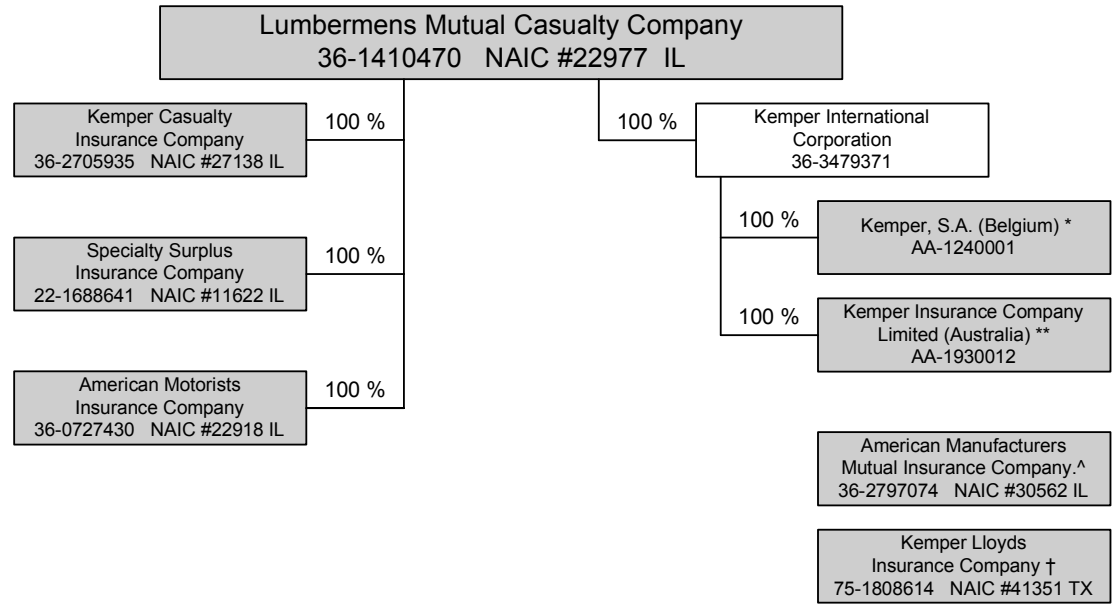 Lumbermens Mutual Casualty Company
36-1410470 NAIC #22977 IL
Kemper Casualty
Insurance Company
36-2705935 NAIC #27138 IL
100 %
100 %
Kemper International
Corporation
36-3479371
Specialty Surplus
Insurance Company
22-1688641 NAIC #11622 IL
100 %
100 %
Kemper, S.A. (Belgium) *
AA-1240001
100 %
Kemper Insurance Company
Limited (Australia) **
AA-1930012
American Motorists
Insurance Company
36-0727430 NAIC #22918 IL
100 %
American Manufacturers
Mutual Insurance Company.^
36-2797074 NAIC #30562 IL
Kemper Lloyds
Insurance Company †
75-1808614 NAIC #41351 TX